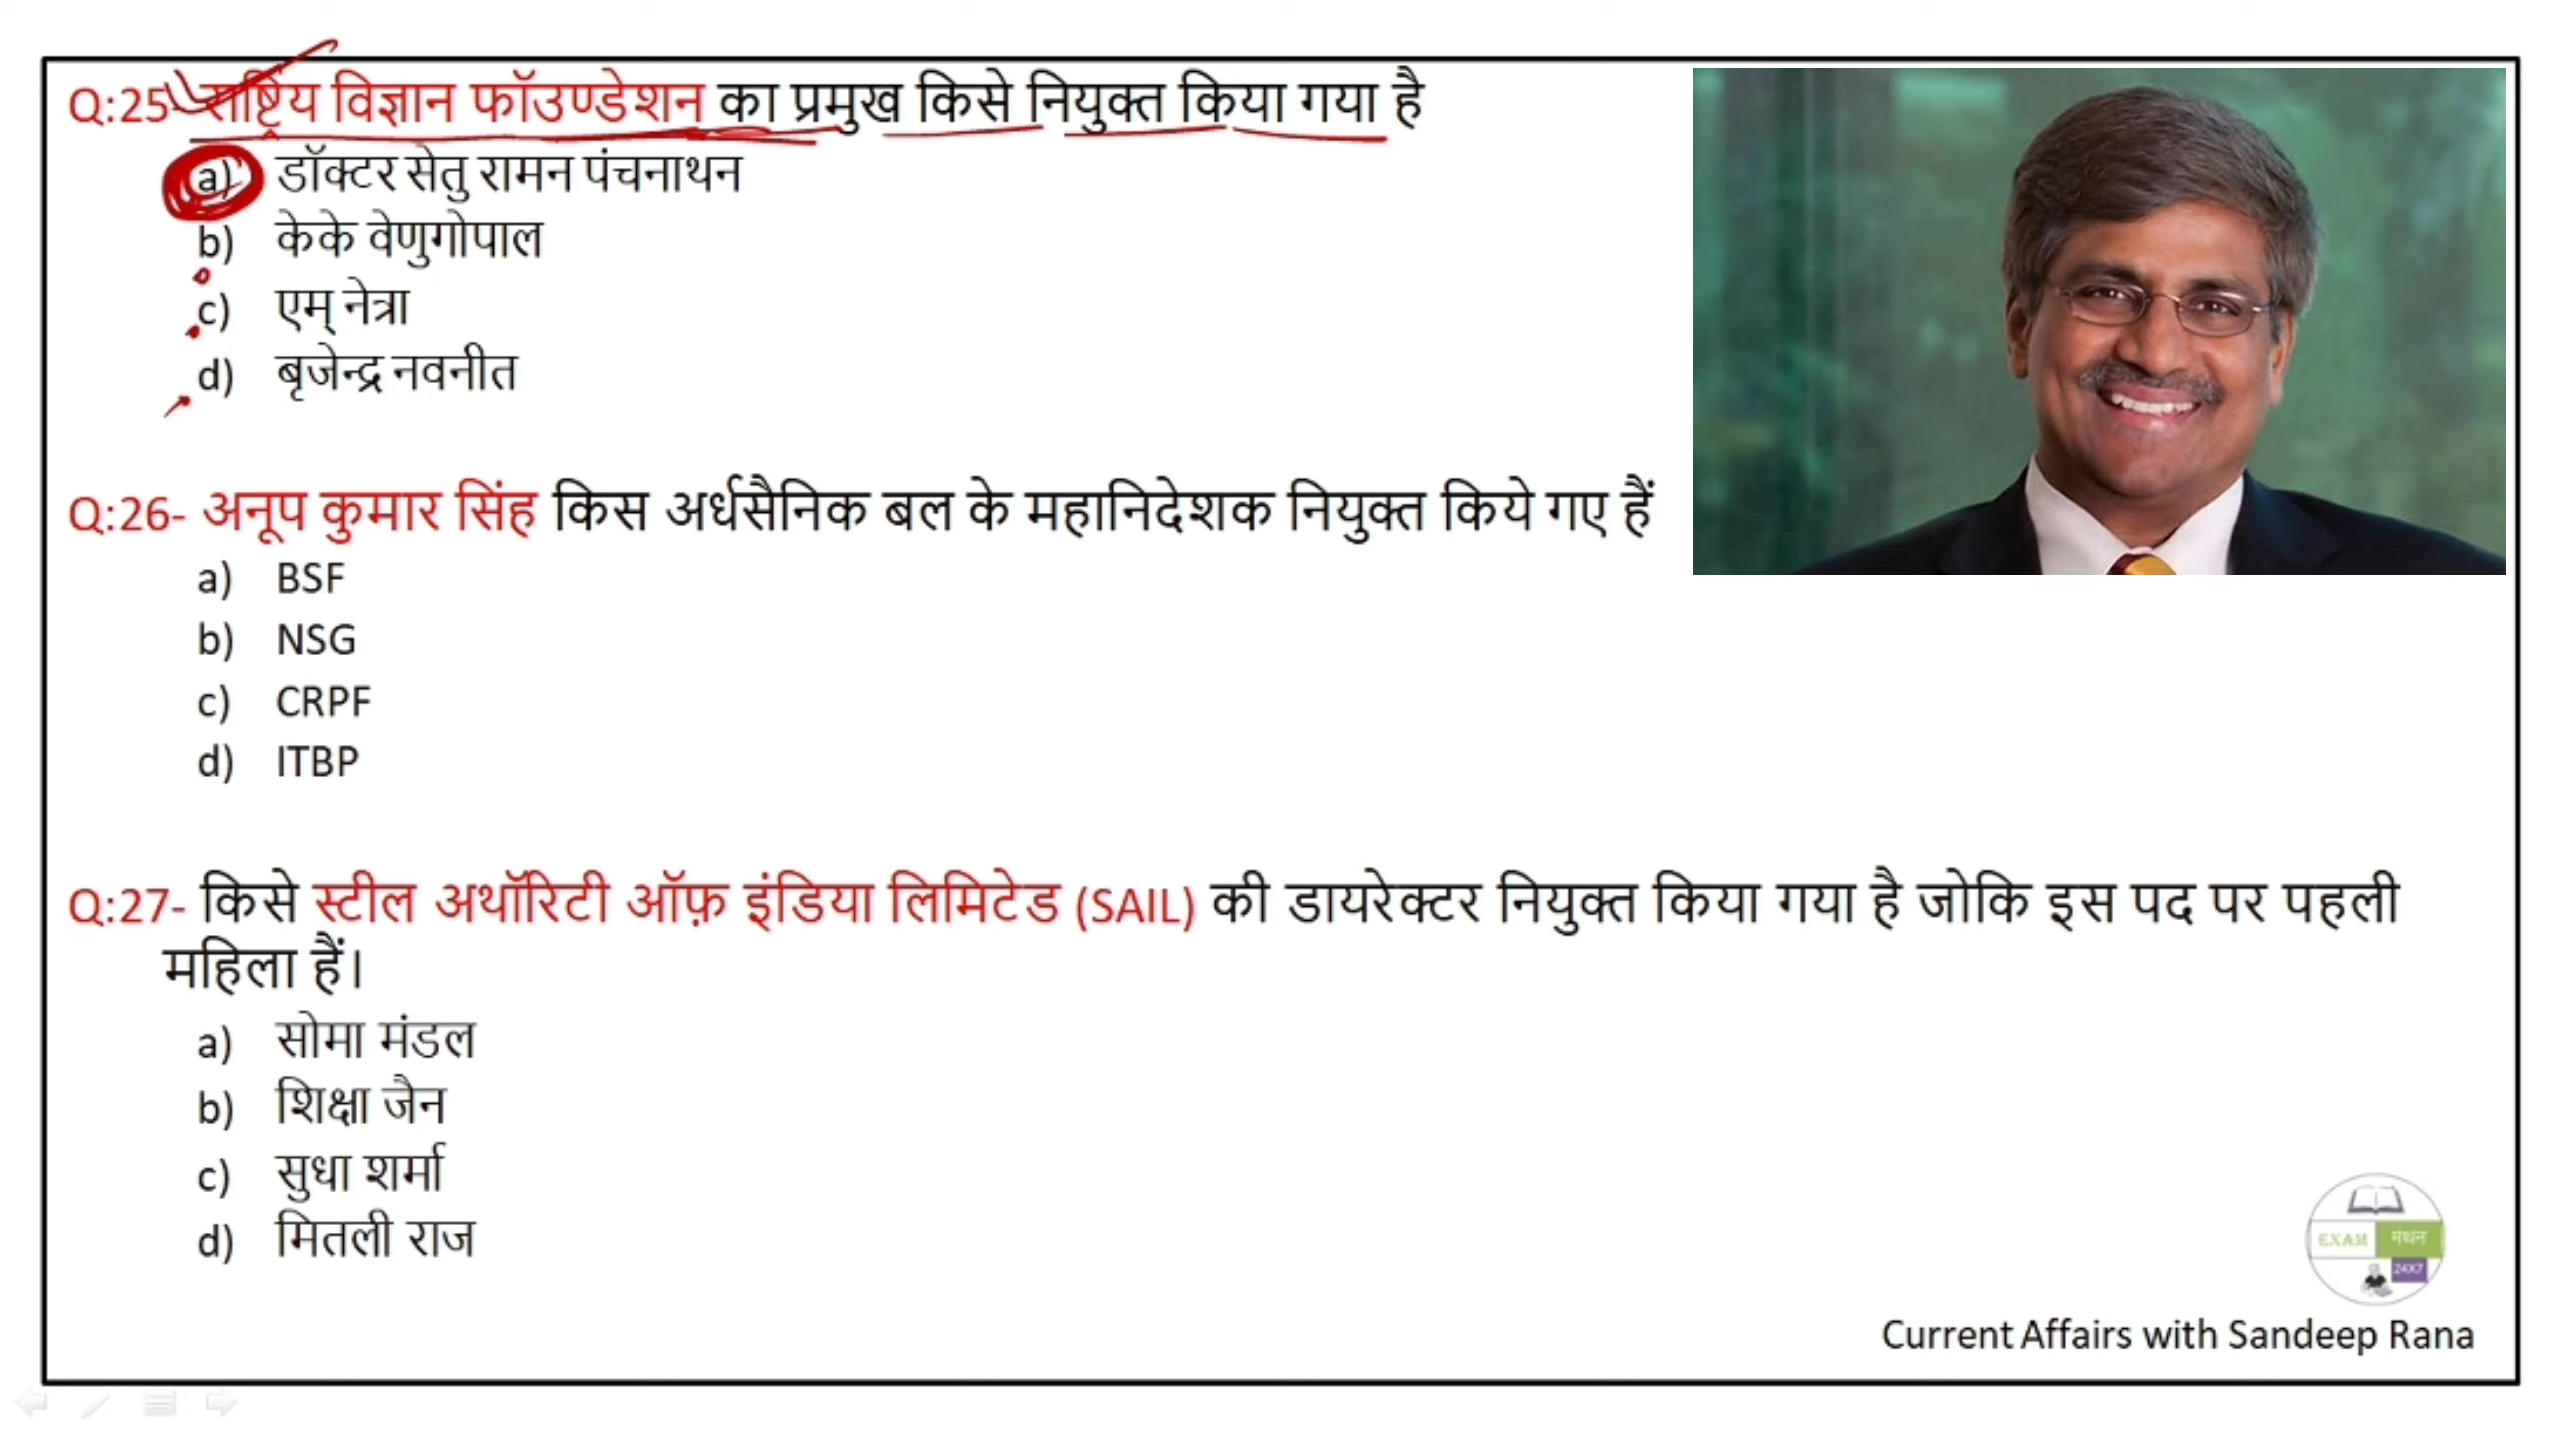 Q:25- राष्ट्रिय विज्ञान फॉउण्डेशन का प्रमुख किसे नियुक्त किया गया है
a) डॉक्टर सेतु रामन पंचनाथन
b) केके वेणुगोपाल
c) एम् नेत्रा
d) बृजेन्द्र नवनीत
Q:26- अनूप कुमार सिंह किस अर्धसैनिक बल के महानिदेशक नियुक्त किये गए हैं
a) BSF
b) NSG
c) CRPF
d) ITBP
Q:27- किसे स्टील अथॉरिटी ऑफ़ इंडिया लिमिटेड (SAIL) की डायरेक्टर नियुक्त किया गया है जोकि इस पद पर पहली
महिला हैं।
a) सोमा मंडल
b) शिक्षा जैन
c) सुधा शर्मा
d) मितली राज
EXAM मंथन
24X7
Current Affairs with Sandeep Rana